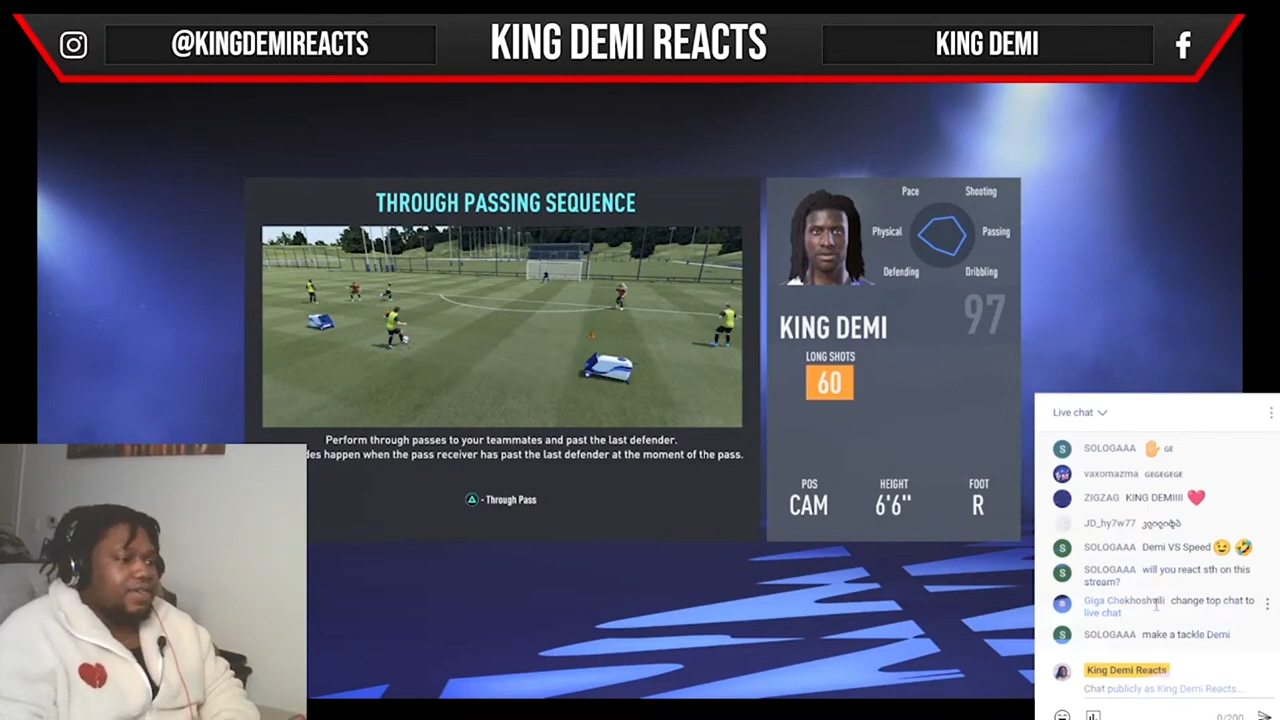 @KINGDEMIREACTS
KING DEMI REACTS
KING DEMI
THROUGH PASSING SEQUENCE
Perform through passes to your teammates and past the last defender.
happen when the pass receiver has past the last defender at the moment of the pass.
- Through Pass
Pace
Shooting
Physical
Passing
Defending
Dribbling
97
KING DEMI
LONG SHOTS
60
POS
HEIGHT
FOOT
CAM
6'6"
R
Live chat
SOLOGAAA ✋ GE
vaxomazma GEGEGEGE
ZIGZAG KING DEMIIII ❤️
JD_hy7w77
SOLOGAAA Demi VS Speed 😉 🤣
SOLOGAAA will you react sth on this
stream?
Giga Chekhoshvili change top chat to
live chat
SOLOGAAA make a tackle Demi
King Demi Reacts
Chat publicly as King Demi Reacts...
0/200